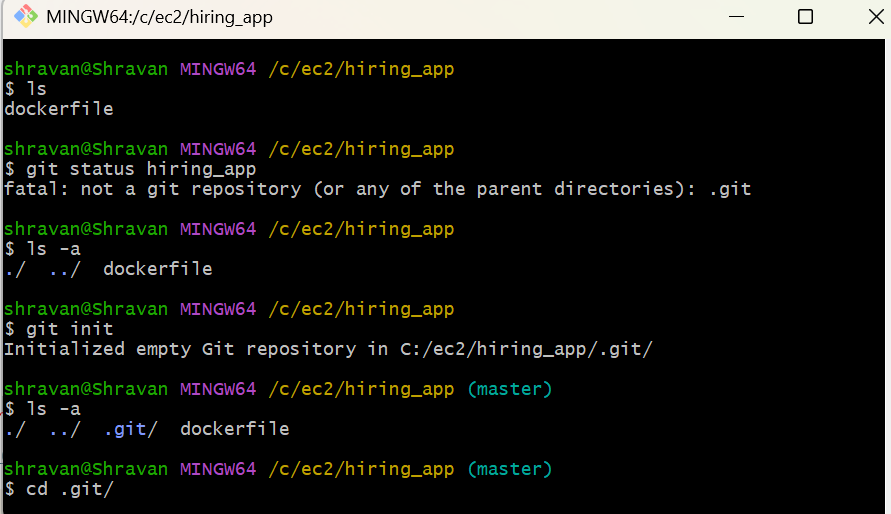 MINGW64:/c/ec2/hiring_app
shravan@Shravan MINGW64 /c/ec2/hiring_app
$ ls
dockerfile
shravan@Shravan MINGW64 /c/ec2/hiring_app
$ git status hiring_app
fatal: not a git repository (or any of the parent directories): .git
shravan@Shravan MINGW64 /c/ec2/hiring_app
$ ls -a
./  ../  dockerfile
shravan@Shravan MINGW64 /c/ec2/hiring_app
$ git init
Initialized empty Git repository in C:/ec2/hiring_app/.git/
shravan@Shravan MINGW64 /c/ec2/hiring_app (master)
$ ls -a
./  ../  .git/  dockerfile
shravan@Shravan MINGW64 /c/ec2/hiring_app (master)
$ cd .git/